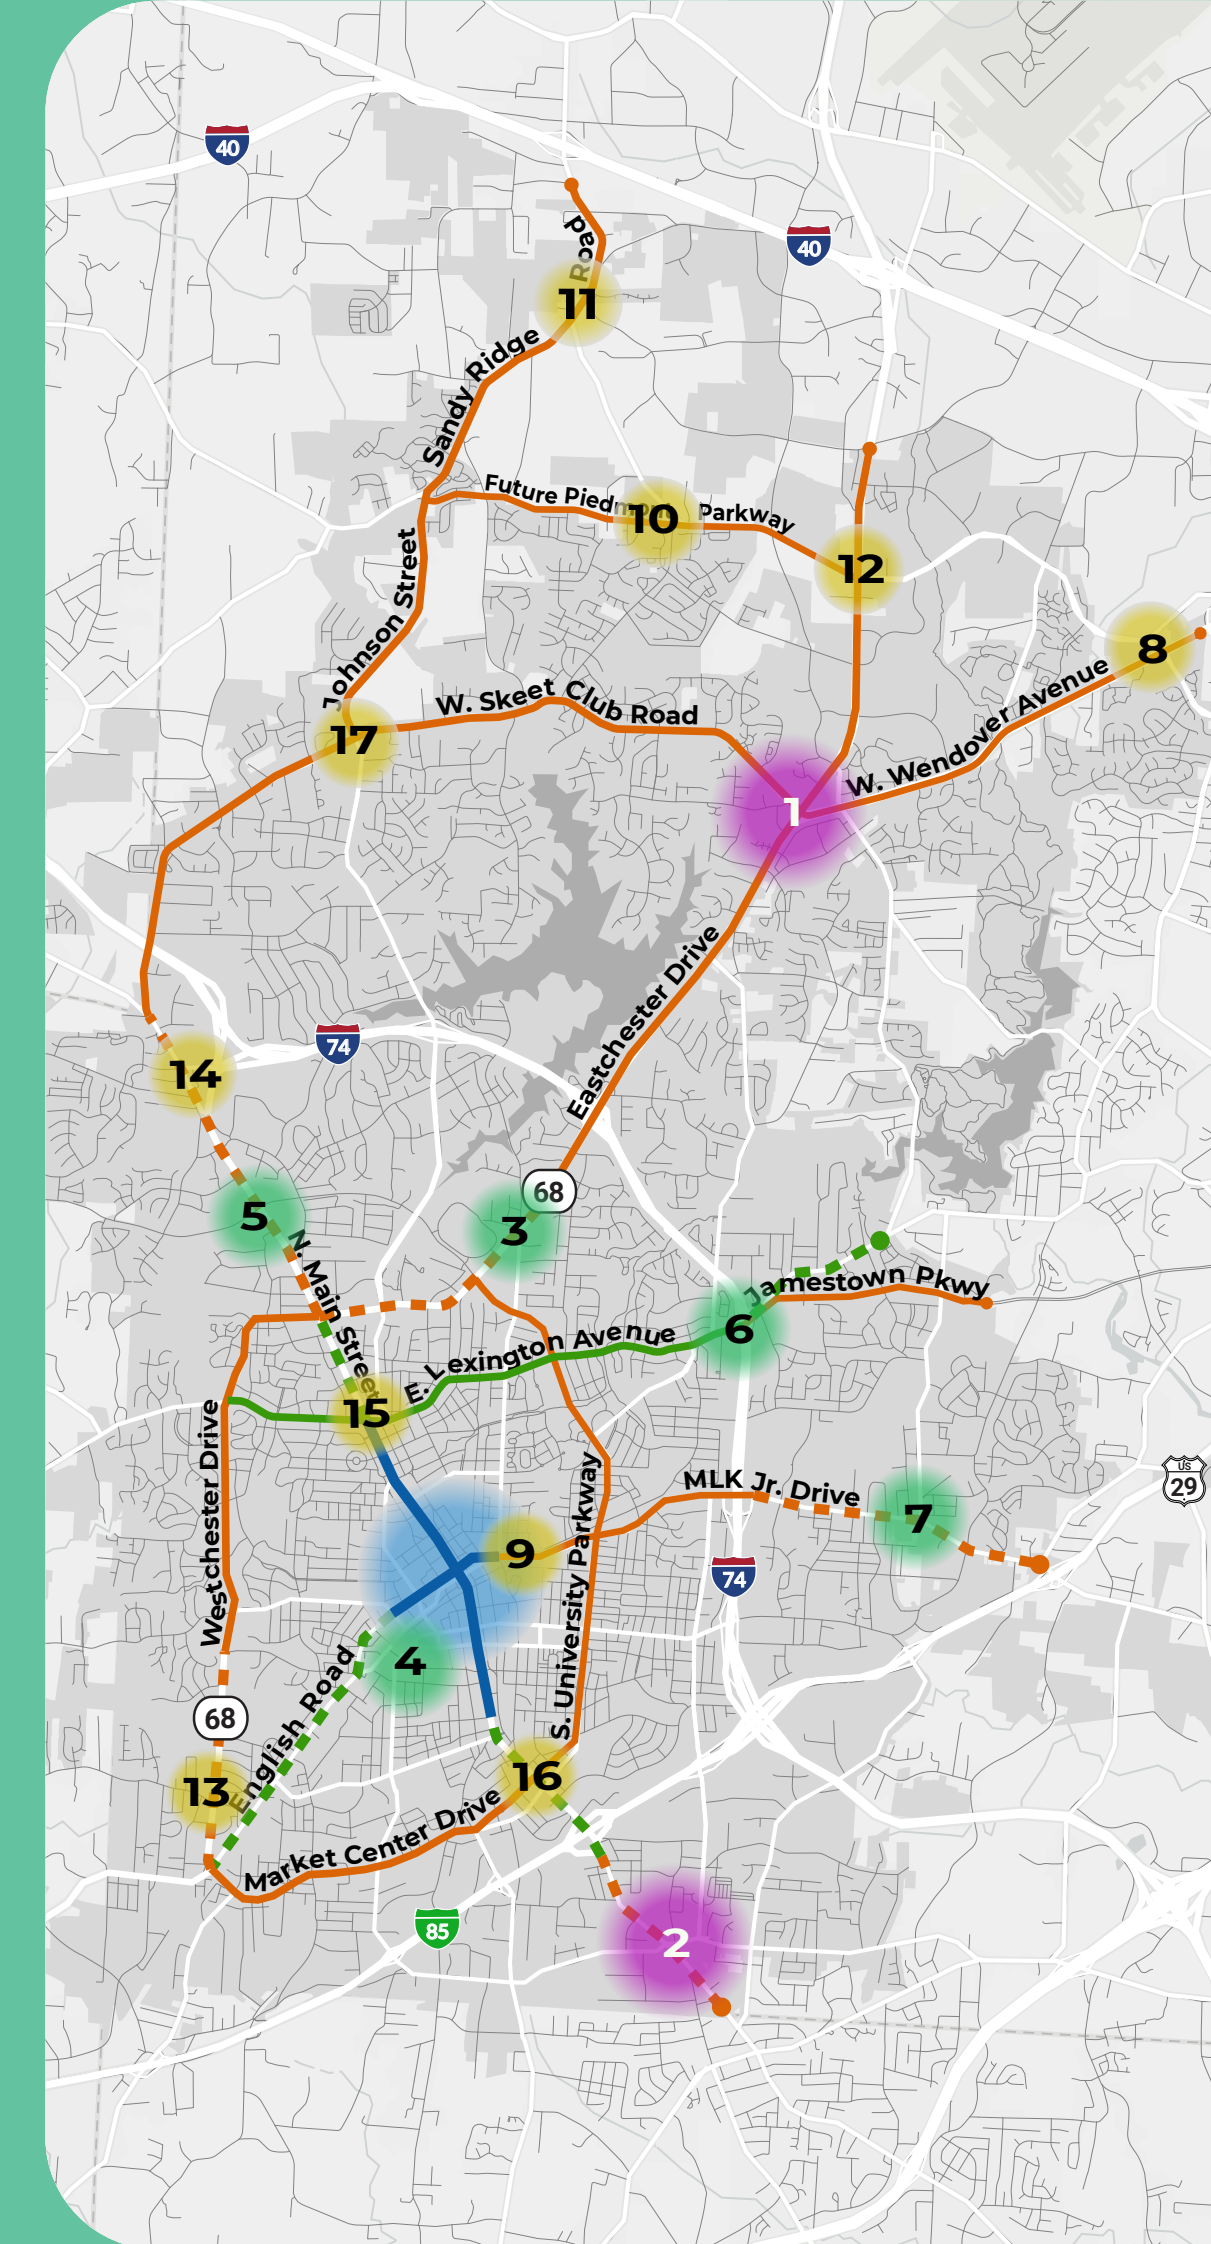 40
40
Sandy Ridge Road
11
Future Piedmont Parkway
10
12
Johnson Street
8
W. Wendover Avenue
W. Skeet Club Road
17
1
Eastchester Drive
74
14
68
5
3
N. Main Street
Jamestown Pkwy
6
E. Lexington Avenue
15
Westchester Drive
MLK Jr. Drive
US
29
7
9
S. University Parkway
74
4
English Road
68
13
16
Market Center Drive
85
2